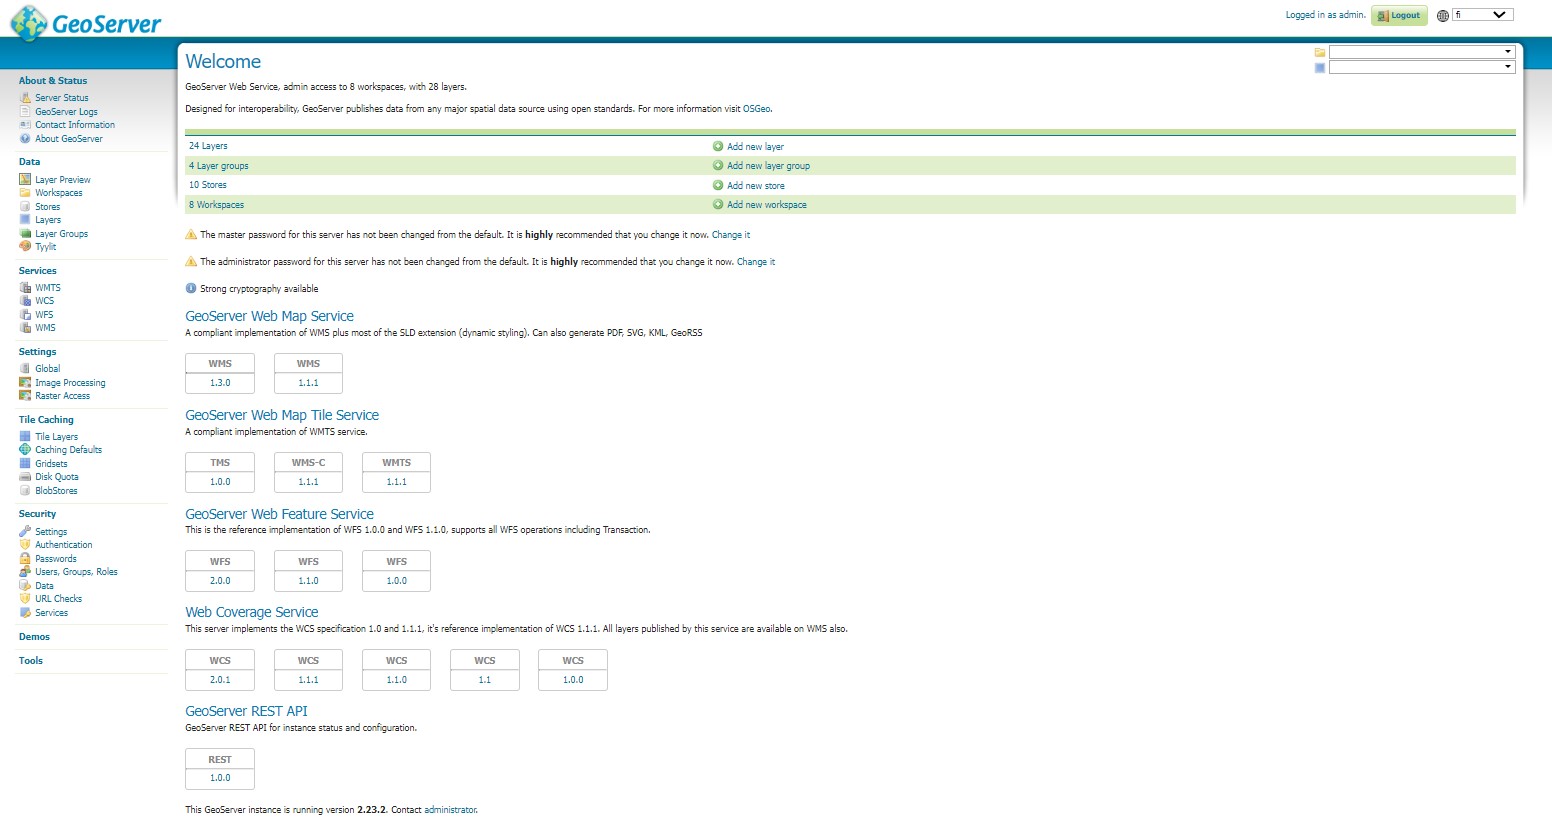 GeoServer
Logged in as admin. Logout fi
About & Status
Server Status
GeoServer Logs
Contact Information
About GeoServer
Data
Layer Preview
Workspaces
Stores
Layers
Layer Groups
Tyylit
Services
WMTS
WCS
WFS
WMS
Settings
Global
Image Processing
Raster Access
Tile Caching
Tile Layers
Caching Defaults
Gridsets
Disk Quota
BlobStores
Security
Settings
Authentication
Passwords
Users, Groups, Roles
Data
URL Checks
Services
Demos
Tools
Welcome
GeoServer Web Service, admin access to 8 workspaces, with 28 layers.
Designed for interoperability, GeoServer publishes data from any major spatial data source using open standards. For more information visit OSGeo.
24 Layers Add new layer
4 Layer groups Add new layer group
10 Stores Add new store
8 Workspaces Add new workspace
The master password for this server has not been changed from the default. It is highly recommended that you change it now. Change it
The administrator password for this server has not been changed from the default. It is highly recommended that you change it now. Change it
Strong cryptography available
GeoServer Web Map Service
A compliant implementation of WMS plus most of the SLD extension (dynamic styling). Can also generate PDF, SVG, KML, GeoRSS
WMS WMS
1.3.0 1.1.1
GeoServer Web Map Tile Service
A compliant implementation of WMTS service.
TMS WMS-C WMTS
1.0.0 1.1.1 1.1.1
GeoServer Web Feature Service
This is the reference implementation of WFS 1.0.0 and WFS 1.1.0, supports all WFS operations including Transaction.
WFS WFS WFS
2.0.0 1.1.0 1.0.0
Web Coverage Service
This server implements the WCS specification 1.0 and 1.1.1, it's reference implementation of WCS 1.1.1. All layers published by this service are available on WMS also.
WCS WCS WCS WCS WCS
2.0.1 1.1.1 1.1.0 1.1 1.0.0
GeoServer REST API
GeoServer REST API for instance status and configuration.
REST
1.0.0
This GeoServer instance is running version 2.23.2. Contact administrator.